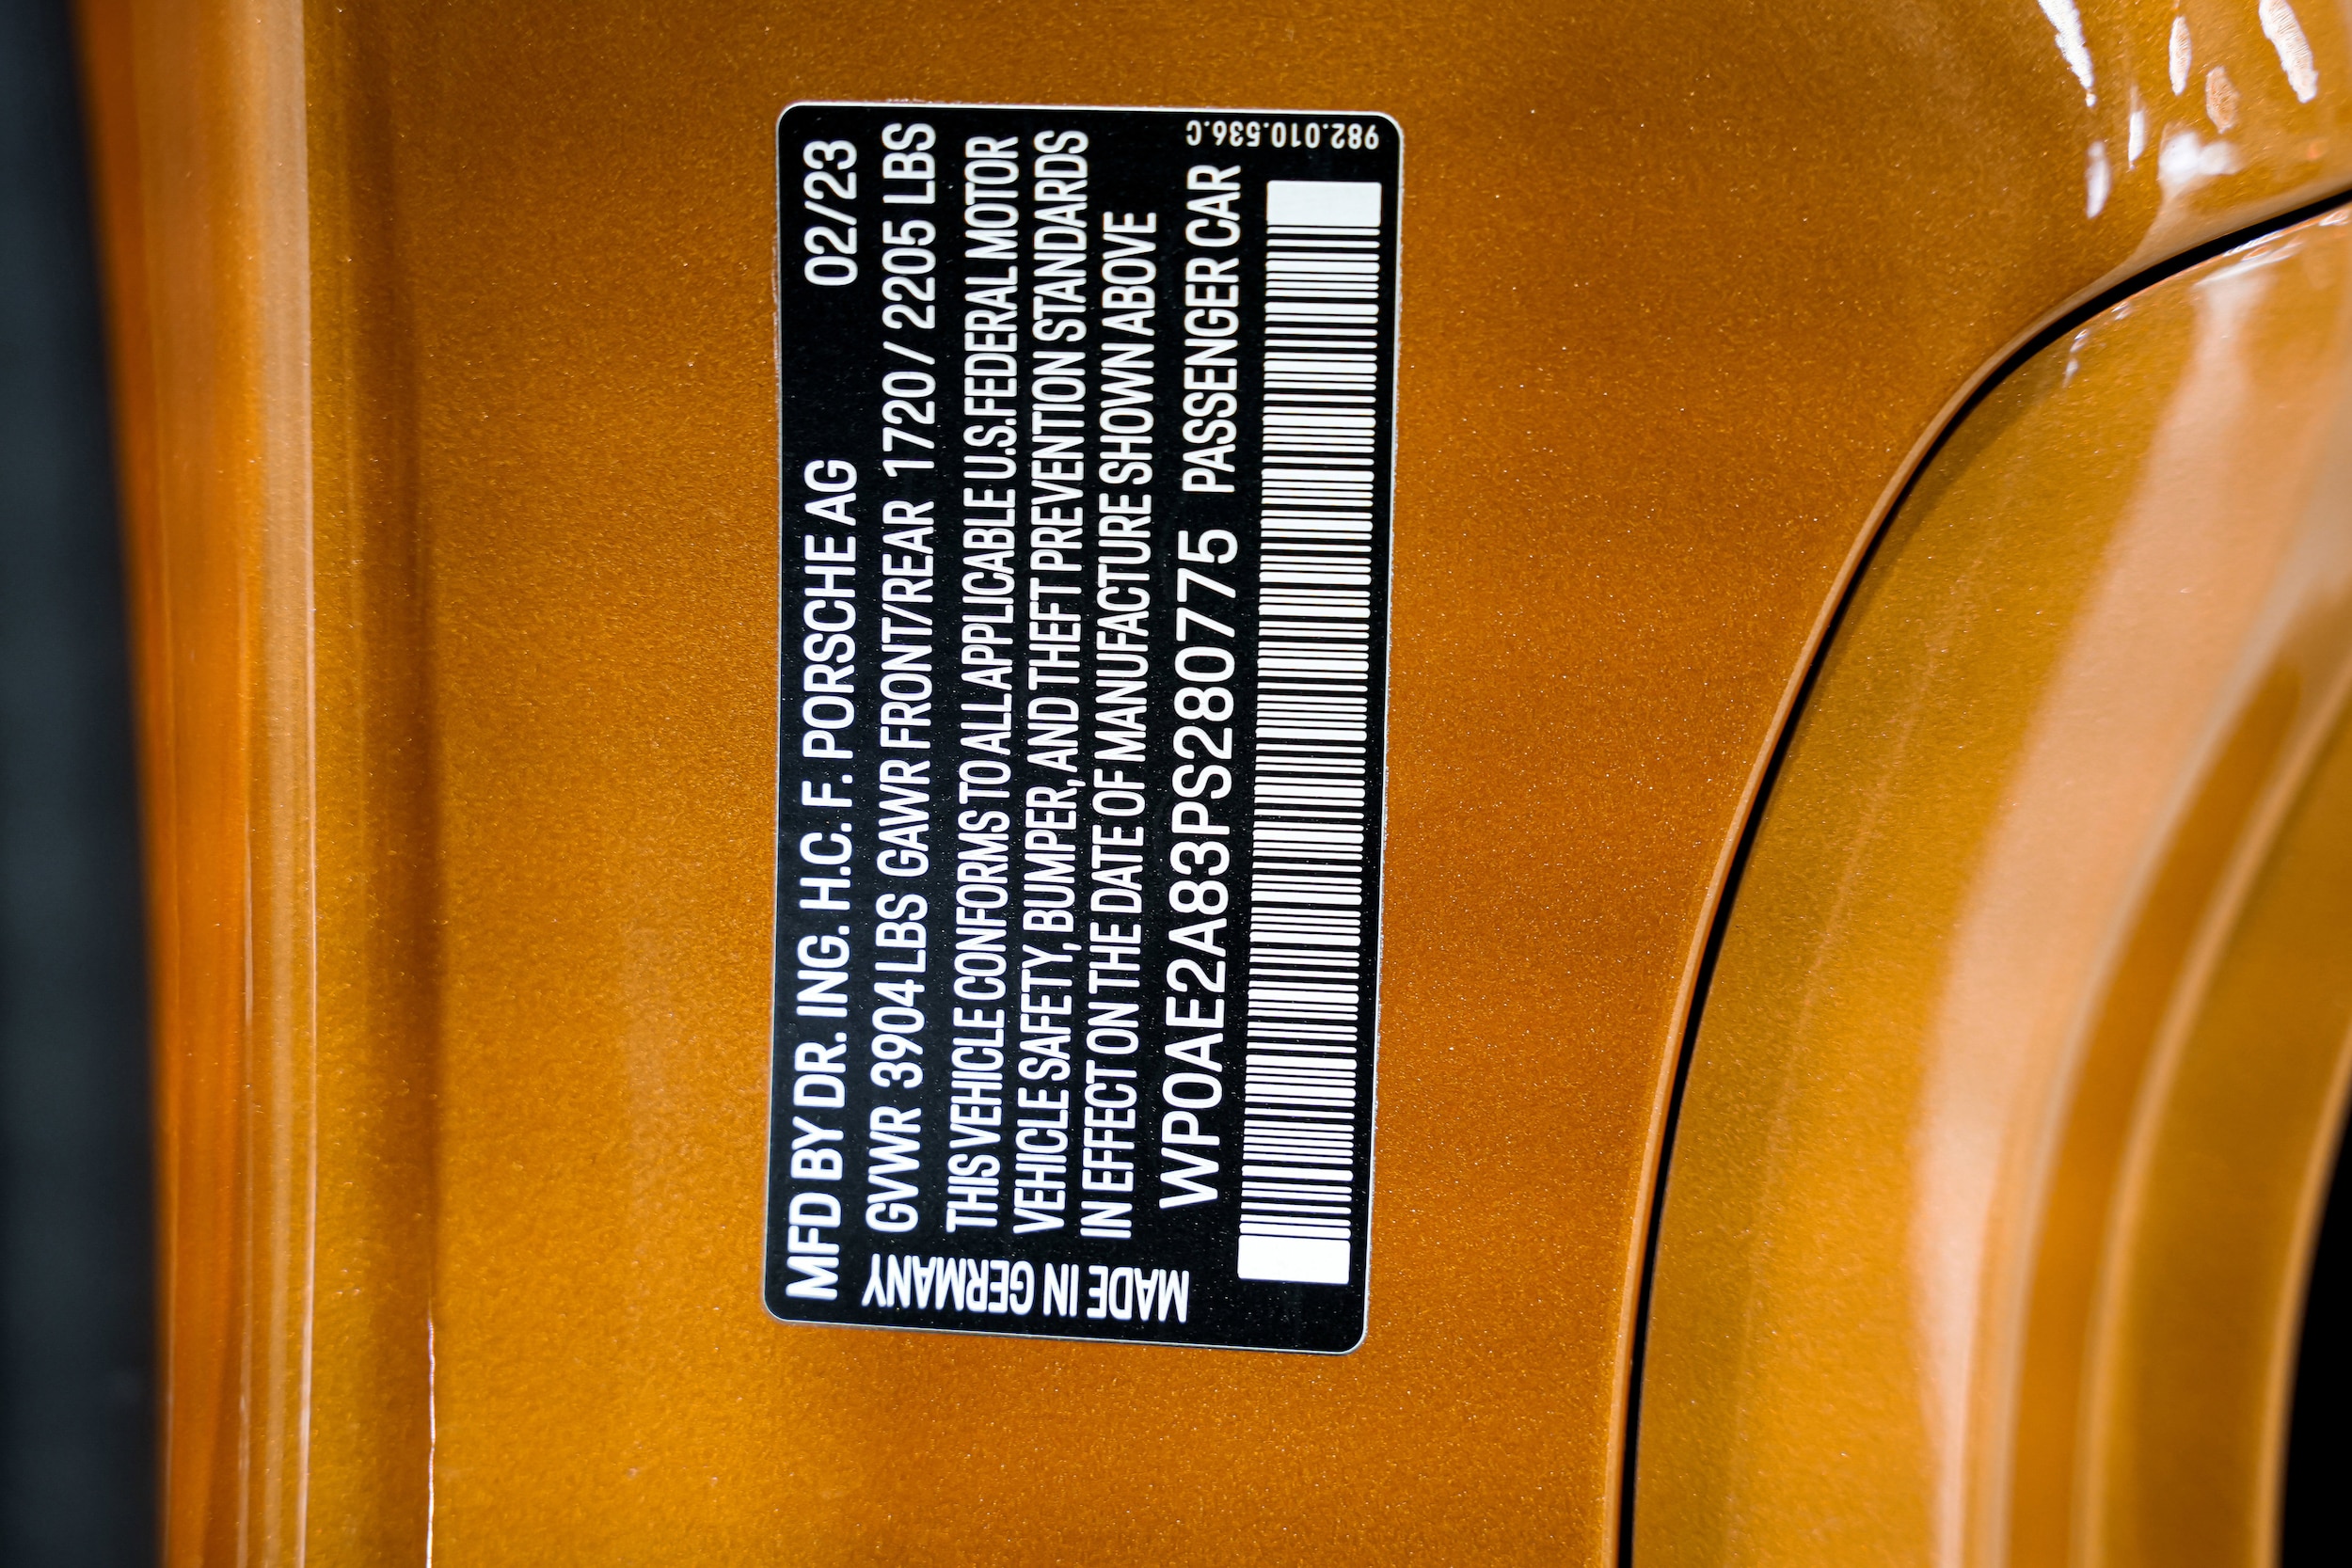 MFD BY DR. ING. H.C. F. PORSCHE AG 02/23
GVWR 3904 LBS GAWR FRONT/REAR 1720 / 2205 LBS
THIS VEHICLE CONFORMS TO ALL APPLICABLE U.S. FEDERAL MOTOR
VEHICLE SAFETY, BUMPER, AND THEFT PREVENTION STANDARDS
IN EFFECT ON THE DATE OF MANUFACTURE SHOWN ABOVE
WP0AE2A83PS280775 PASSENGER CAR
MADE IN GERMANY
982.010.536.C